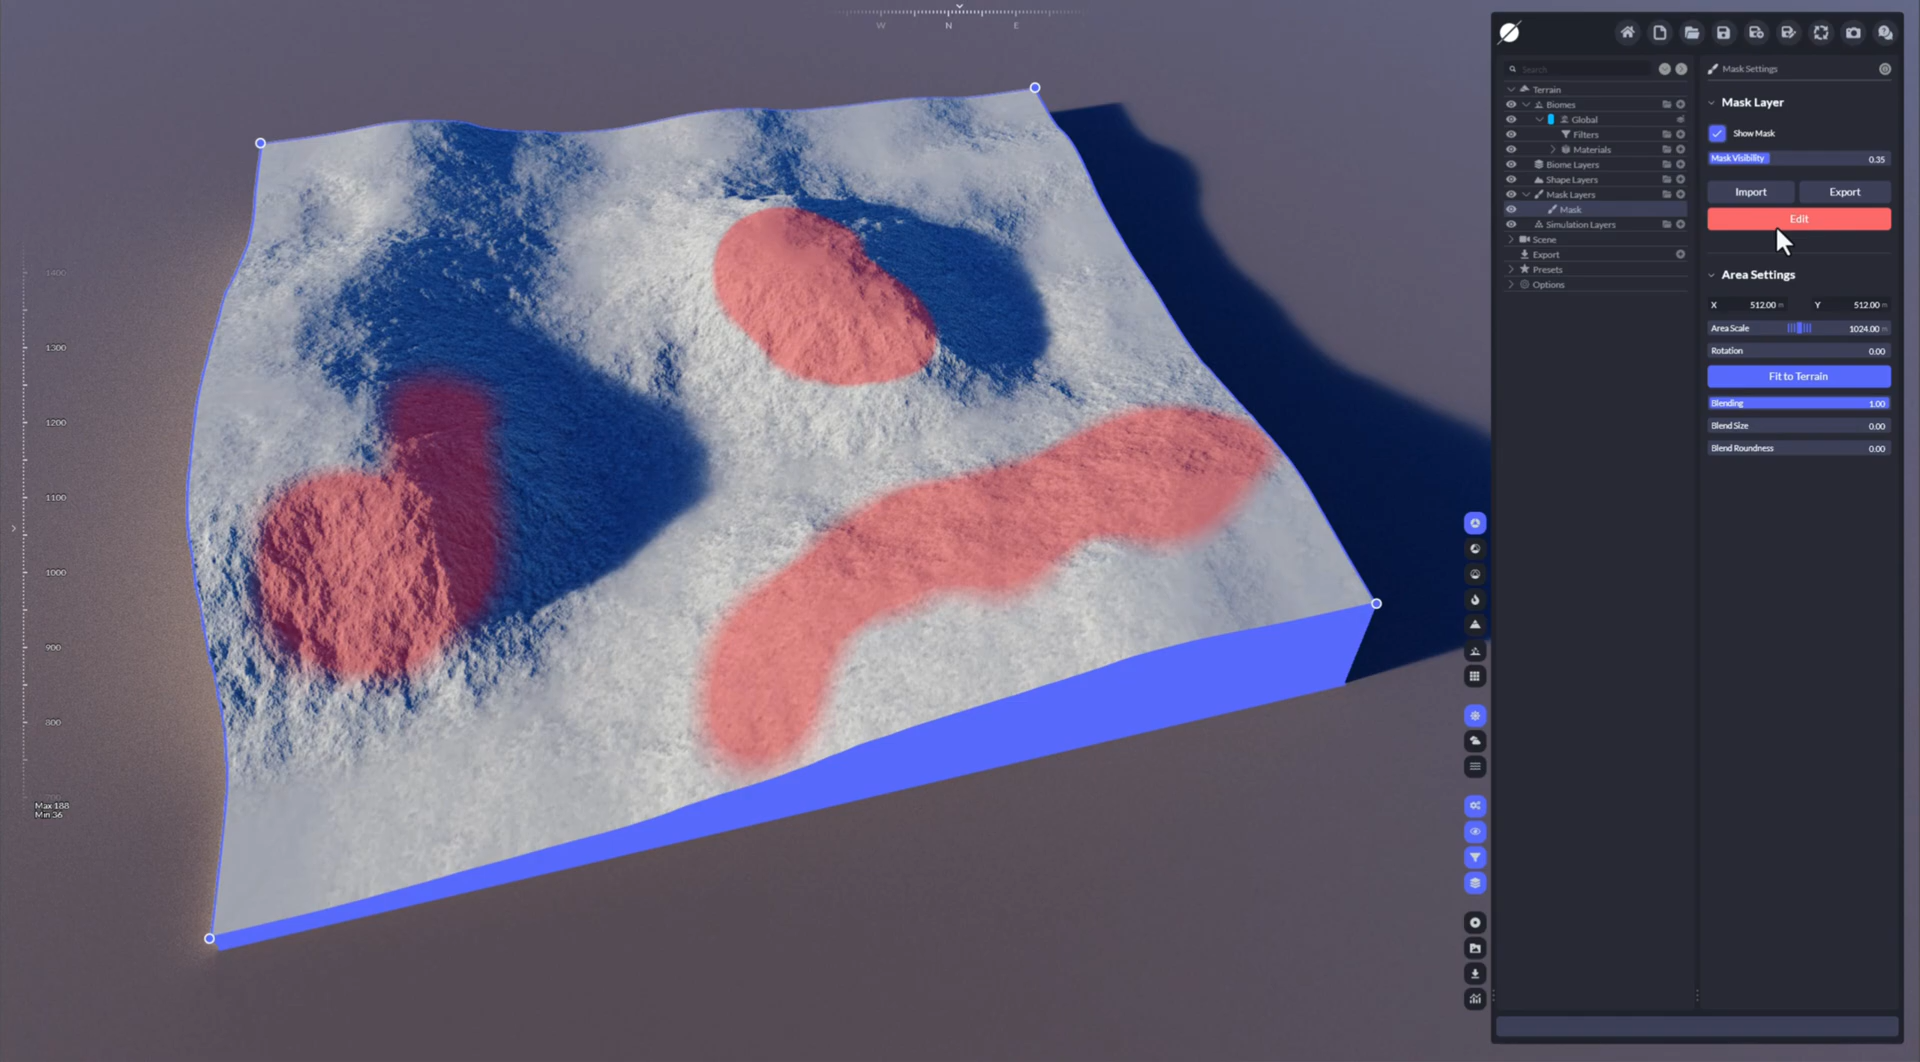 W N E
1400
1300
1200
1100
1000
900
800
Max 188
Min 36
Search
Terrain
Biomes
Global
Filters
Materials
Biome Layers
Shape Layers
Mask Layers
Mask
Simulation Layers
Scene
Export
Presets
Options
Mask Settings
Mask Layer
Show Mask
Mask Visibility 0.35
Import Export
Edit
Area Settings
X 512.00 m Y 512.00 m
Area Scale 1024.00 m
Rotation 0.00
Fit to Terrain
Blending 1.00
Blend Size 0.00
Blend Roundness 0.00